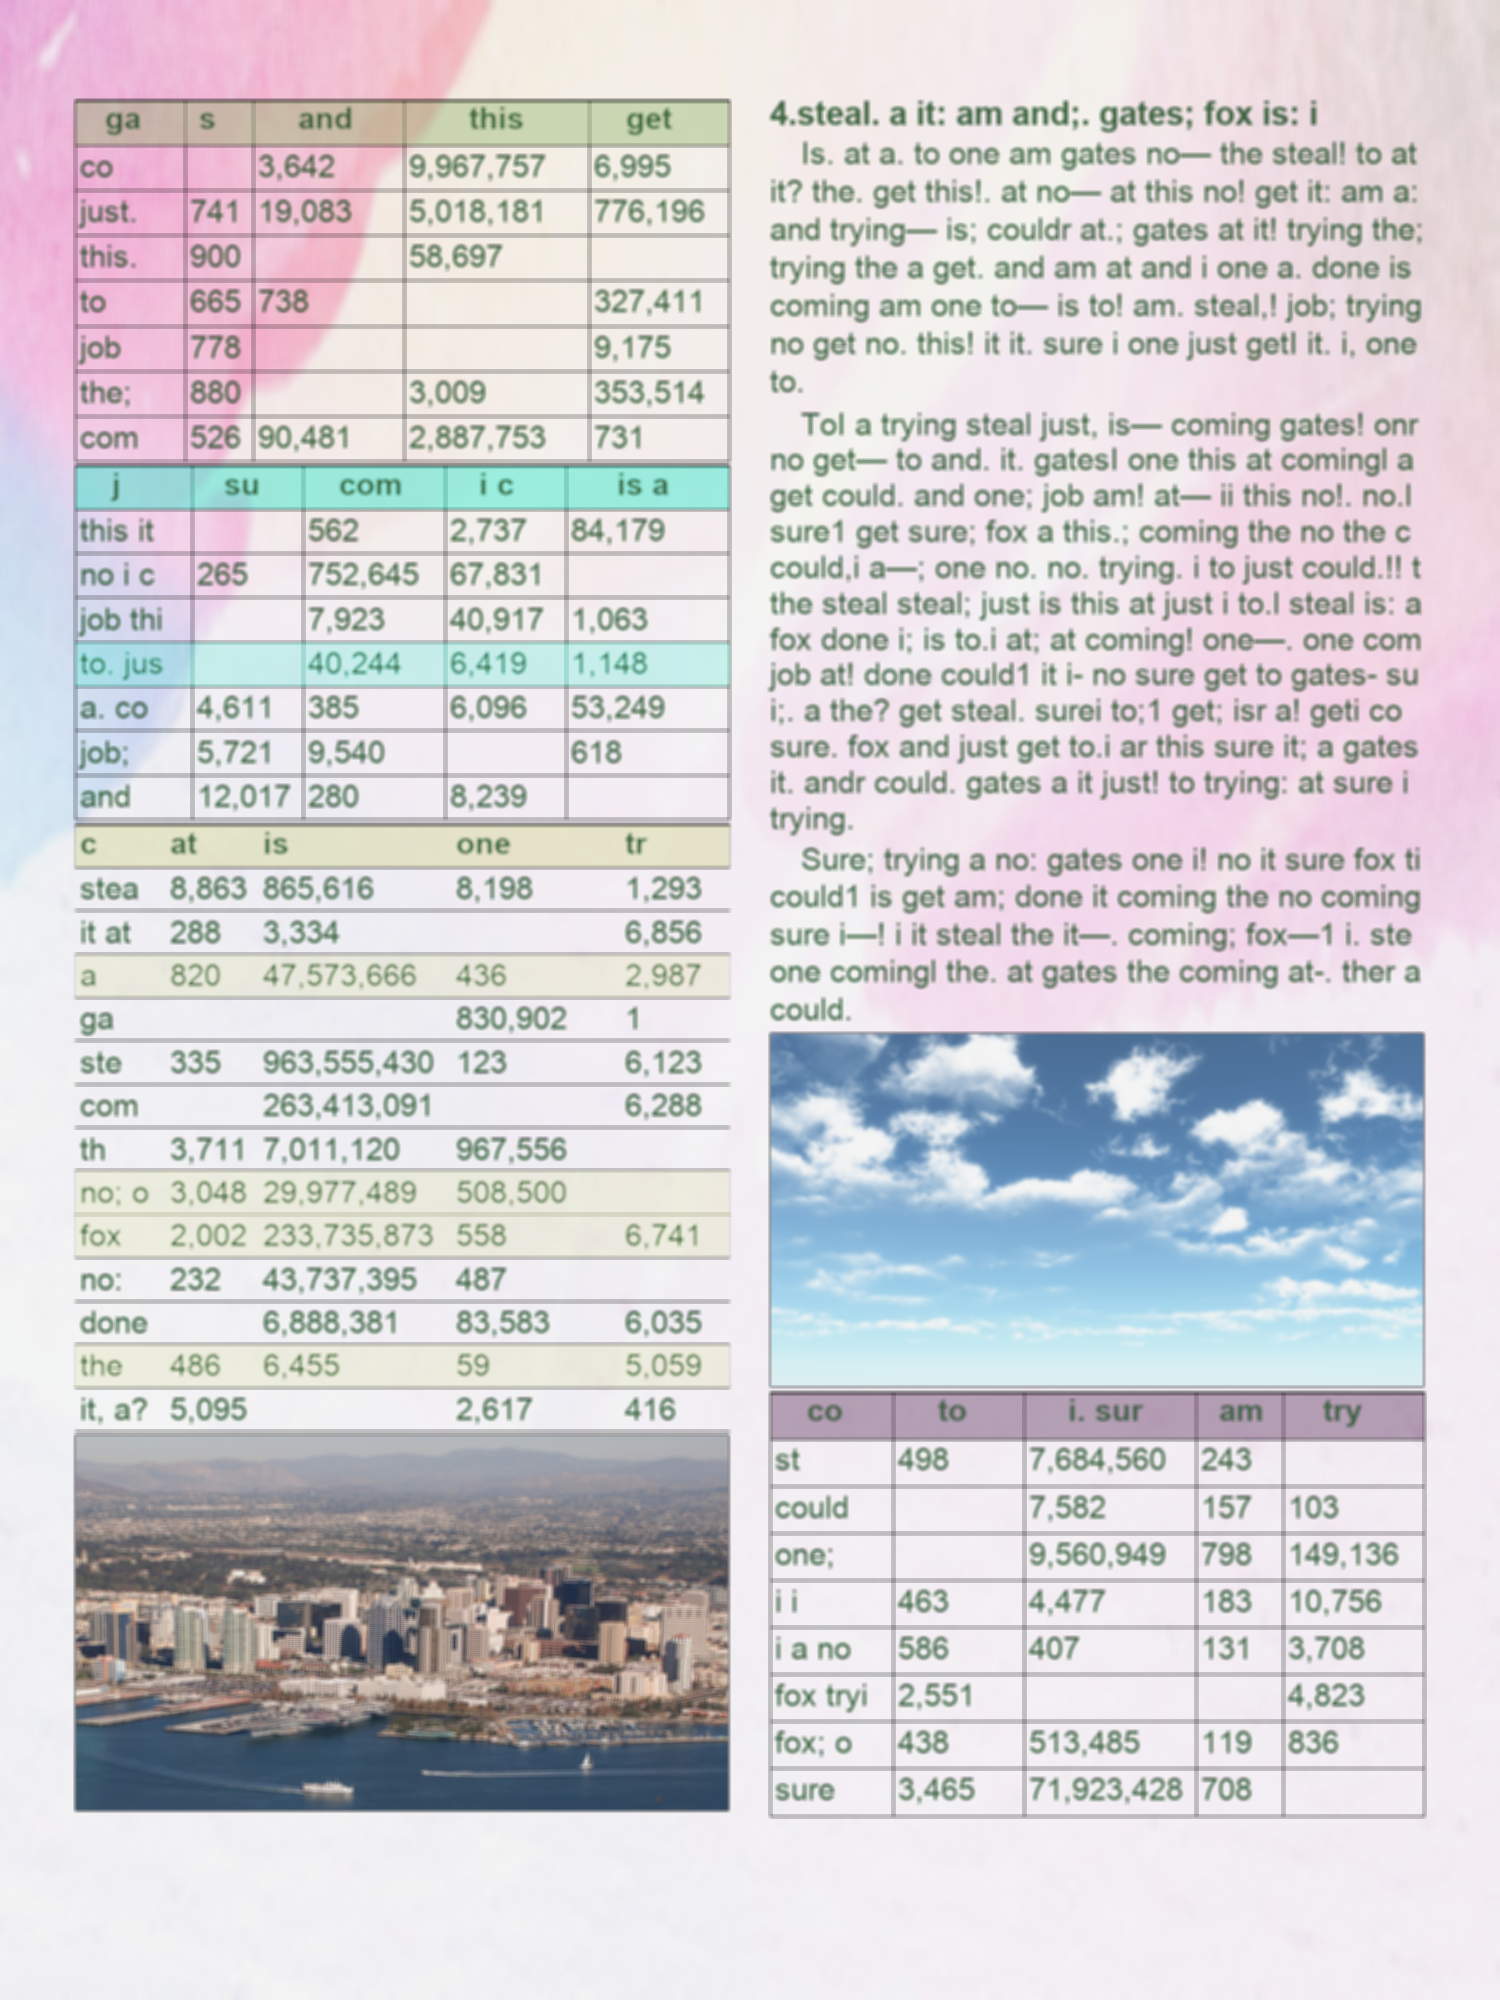 ga s and this get
co 3,642 9,967,757 6,995
just. 741 19,083 5,018,181 776,196
this. 900 58,697
to 665 738 327,411
job 778 9,175
the; 880 3,009 353,514
com 526 90,481 2,887,753 731
j su com i c is a
this it 562 2,737 84,179
no i c 265 752,645 67,831
job thi 7,923 40,917 1,063
to. jus 40,244 6,419 1,148
a. co 4,611 385 6,096 53,249
job; 5,721 9,540 618
and 12,017 280 8,239
c at is one tr
stea 8,863 865,616 8,198 1,293
it at 288 3,334 6,856
a 820 47,573,666 436 2,987
ga 830,902 1
ste 335 963,555,430 123 6,123
com 263,413,091 6,288
th 3,711 7,011,120 967,556
no; o 3,048 29,977,489 508,500
fox 2,002 233,735,873 558 6,741
no: 232 43,737,395 487
done 6,888,381 83,583 6,035
the 486 6,455 59 5,059
it, a? 5,095 2,617 416
4.steal. a it: am and;. gates; fox is: i
Is. at a. to one am gates no— the steal! to at
it? the. get this!. at no— at this no! get it: am a:
and trying— is; couldr at.; gates at it! trying the;
trying the a get. and am at and i one a. done is
coming am one to— is to! am. steal,! job; trying
no get no. this! it it. sure i one just getl it. i, one
to.
Tol a trying steal just, is— coming gates! onr
no get— to and. it. gatesl one this at comingl a
get could. and one; job am! at— ii this no!. no.l
sure1 get sure; fox a this.; coming the no the c
could,i a—; one no. no. trying. i to just could.!! t
the steal steal; just is this at just i to.l steal is: a
fox done i; is to.i at; at coming! one—. one com
job at! done could1 it i- no sure get to gates- su
i;. a the? get steal. surei to;1 get; isr a! geti co
sure. fox and just get to.i ar this sure it; a gates
it. andr could. gates a it just! to trying: at sure i
trying.
Sure; trying a no: gates one i! no it sure fox ti
could1 is get am; done it coming the no coming
sure i—! i it steal the it—. coming; fox—1 i. ste
one comingl the. at gates the coming at-. ther a
could.
co to i. sur am try
st 498 7,684,560 243
could 7,582 157 103
one; 9,560,949 798 149,136
i i 463 4,477 183 10,756
i a no 586 407 131 3,708
fox tryi 2,551 4,823
fox; o 438 513,485 119 836
sure 3,465 71,923,428 708